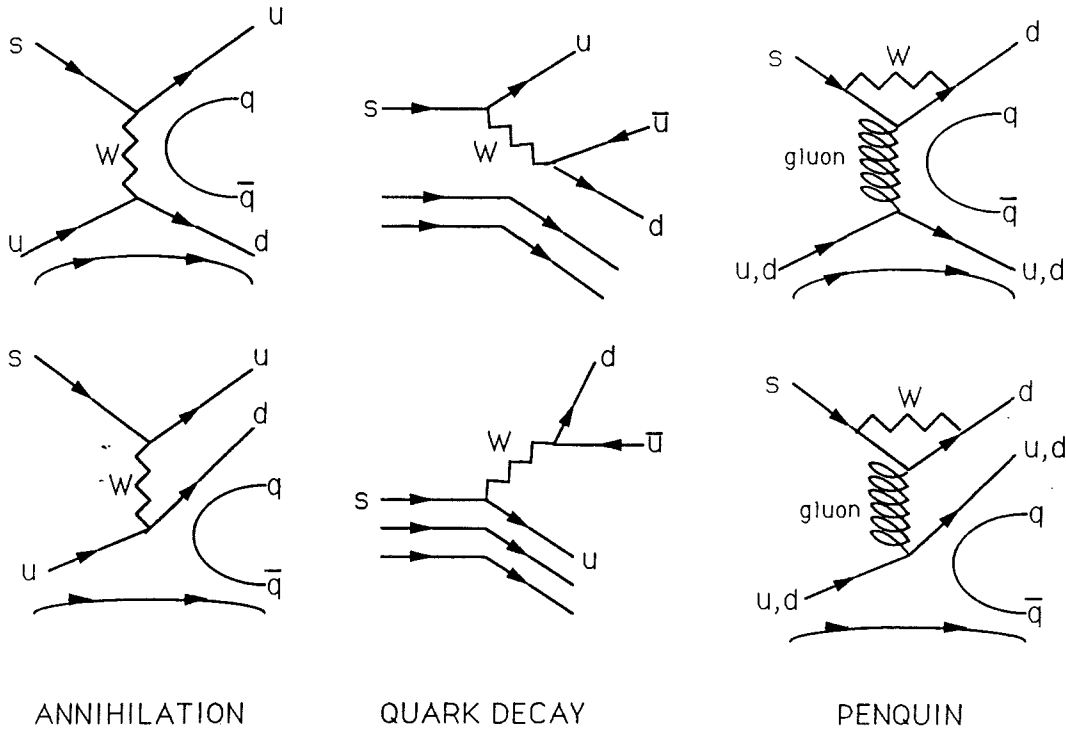 s
u
q
W
q̅
u
d
u
s
W
u̅
d
W
s
d
q
gluon
q̅
u,d
u,d
s
u
d
W
q
u
q̅
d
W
u̅
s
u
s
W
d
u,d
gluon
q
u,d
q̅
ANNIHILATION
QUARK DECAY
PENQUIN